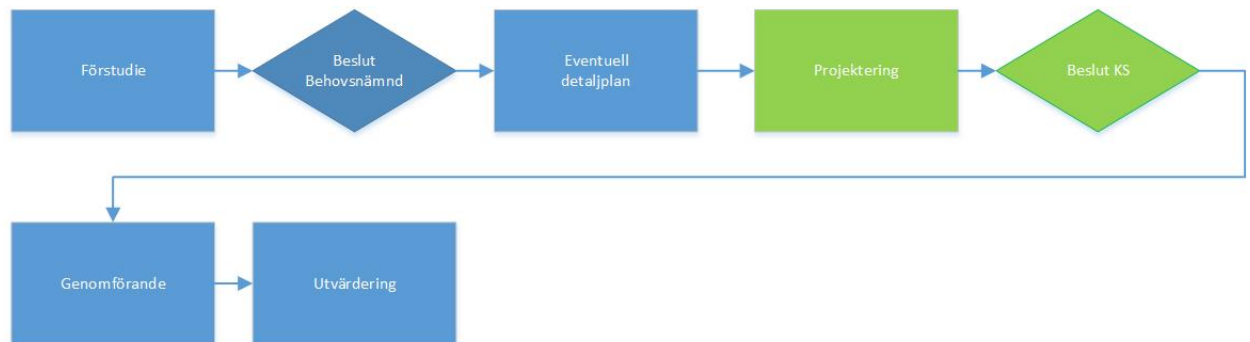 Förstudie
Beslut
Behovsnämnd
Eventuell
detaljplan
Projektering
Beslut KS
Genomförande
Utvärdering